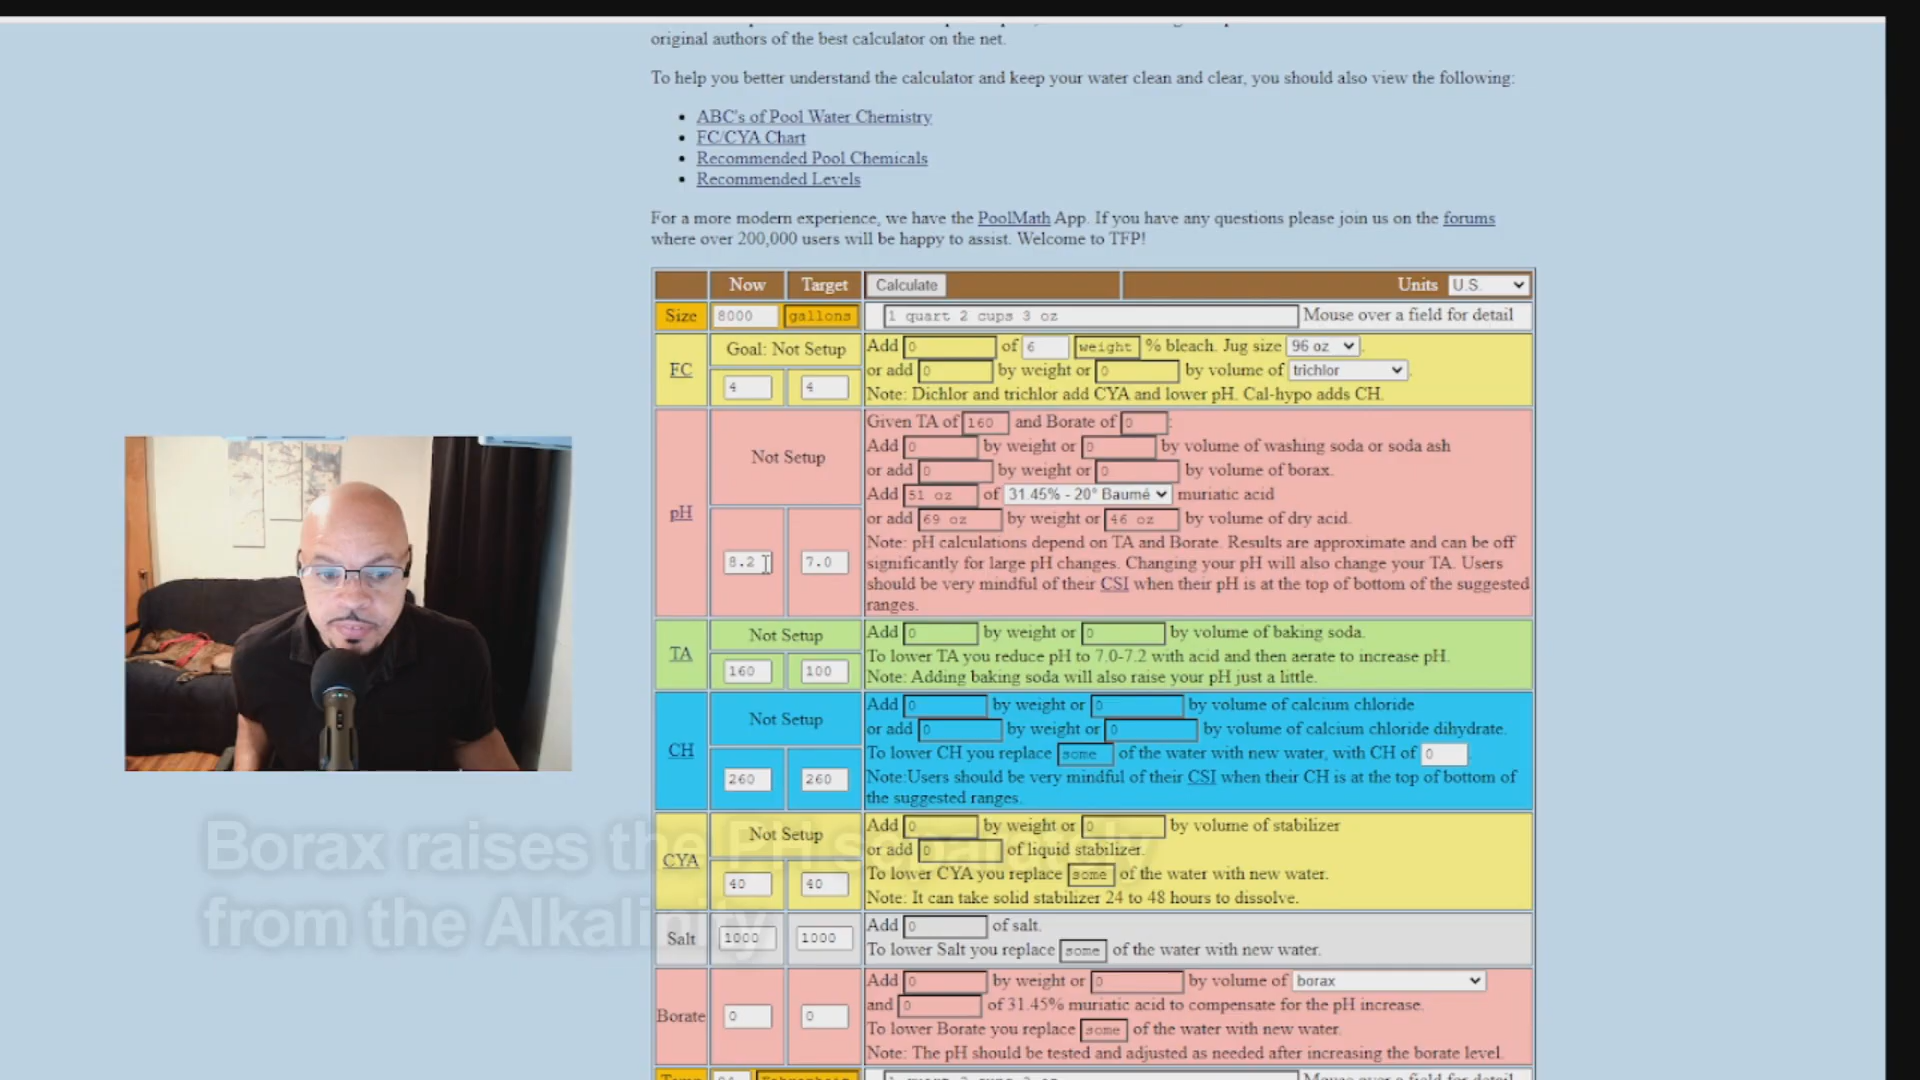 original authors of the best calculator on the net.
To help you better understand the calculator and keep your water clean and clear, you should also view the following:
ABC's of Pool Water Chemistry
FC/CYA Chart
Recommended Pool Chemicals
Recommended Levels
For a more modern experience, we have the PoolMath App. If you have any questions please join us on the forums
where over 200,000 users will be happy to assist. Welcome to TFP!
Now Target Calculate Units U.S.
Size 8000 gallons 1 quart 2 cups 3 oz Mouse over a field for detail
FC Goal: Not Setup
4 4
Add 0 of 6 weight % bleach. Jug size 96 oz .
or add 0 by weight or 0 by volume of trichlor .
Note: Dichlor and trichlor add CYA and lower pH. Cal-hypo adds CH.
pH Not Setup
8.2 7.0
Given TA of 160 and Borate of 0 :
Add 0 by weight or 0 by volume of washing soda or soda ash
or add 0 by weight or 0 by volume of borax.
Add 51 oz of 31.45% - 20° Baumé muriatic acid
or add 69 oz by weight or 46 oz by volume of dry acid.
Note: pH calculations depend on TA and Borate. Results are approximate and can be off
significantly for large pH changes. Changing your pH will also change your TA. Users
should be very mindful of their CSI when their pH is at the top of bottom of the suggested
ranges.
TA Not Setup
160 100
Add 0 by weight or 0 by volume of baking soda.
To lower TA you reduce pH to 7.0-7.2 with acid and then aerate to increase pH.
Note: Adding baking soda will also raise your pH just a little.
CH Not Setup
260 260
Add 0 by weight or 0 by volume of calcium chloride
or add 0 by weight or 0 by volume of calcium chloride dihydrate.
To lower CH you replace some of the water with new water, with CH of 0 .
Note:Users should be very mindful of their CSI when their CH is at the top of bottom of
the suggested ranges.
CYA Not Setup
40 40
Add 0 by weight or 0 by volume of stabilizer
or add 0 of liquid stabilizer.
To lower CYA you replace some of the water with new water.
Note: It can take solid stabilizer 24 to 48 hours to dissolve.
Salt 1000 1000
Add 0 of salt.
To lower Salt you replace some of the water with new water.
Borate 0 0
Add 0 by weight or 0 by volume of borax
and 0 of 31.45% muriatic acid to compensate for the pH increase.
To lower Borate you replace some of the water with new water.
Note: The pH should be tested and adjusted as needed after increasing the borate level.
Borax raises the PH separately
from the Alkalinity